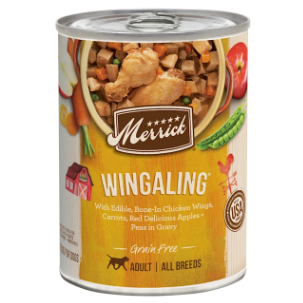 Merrick
WINGALING®
With Edible, Bone-In Chicken Wings,
Carrots, Red Delicious Apples +
Peas in Gravy
USA
Grain Free
ADULT | ALL BREEDS